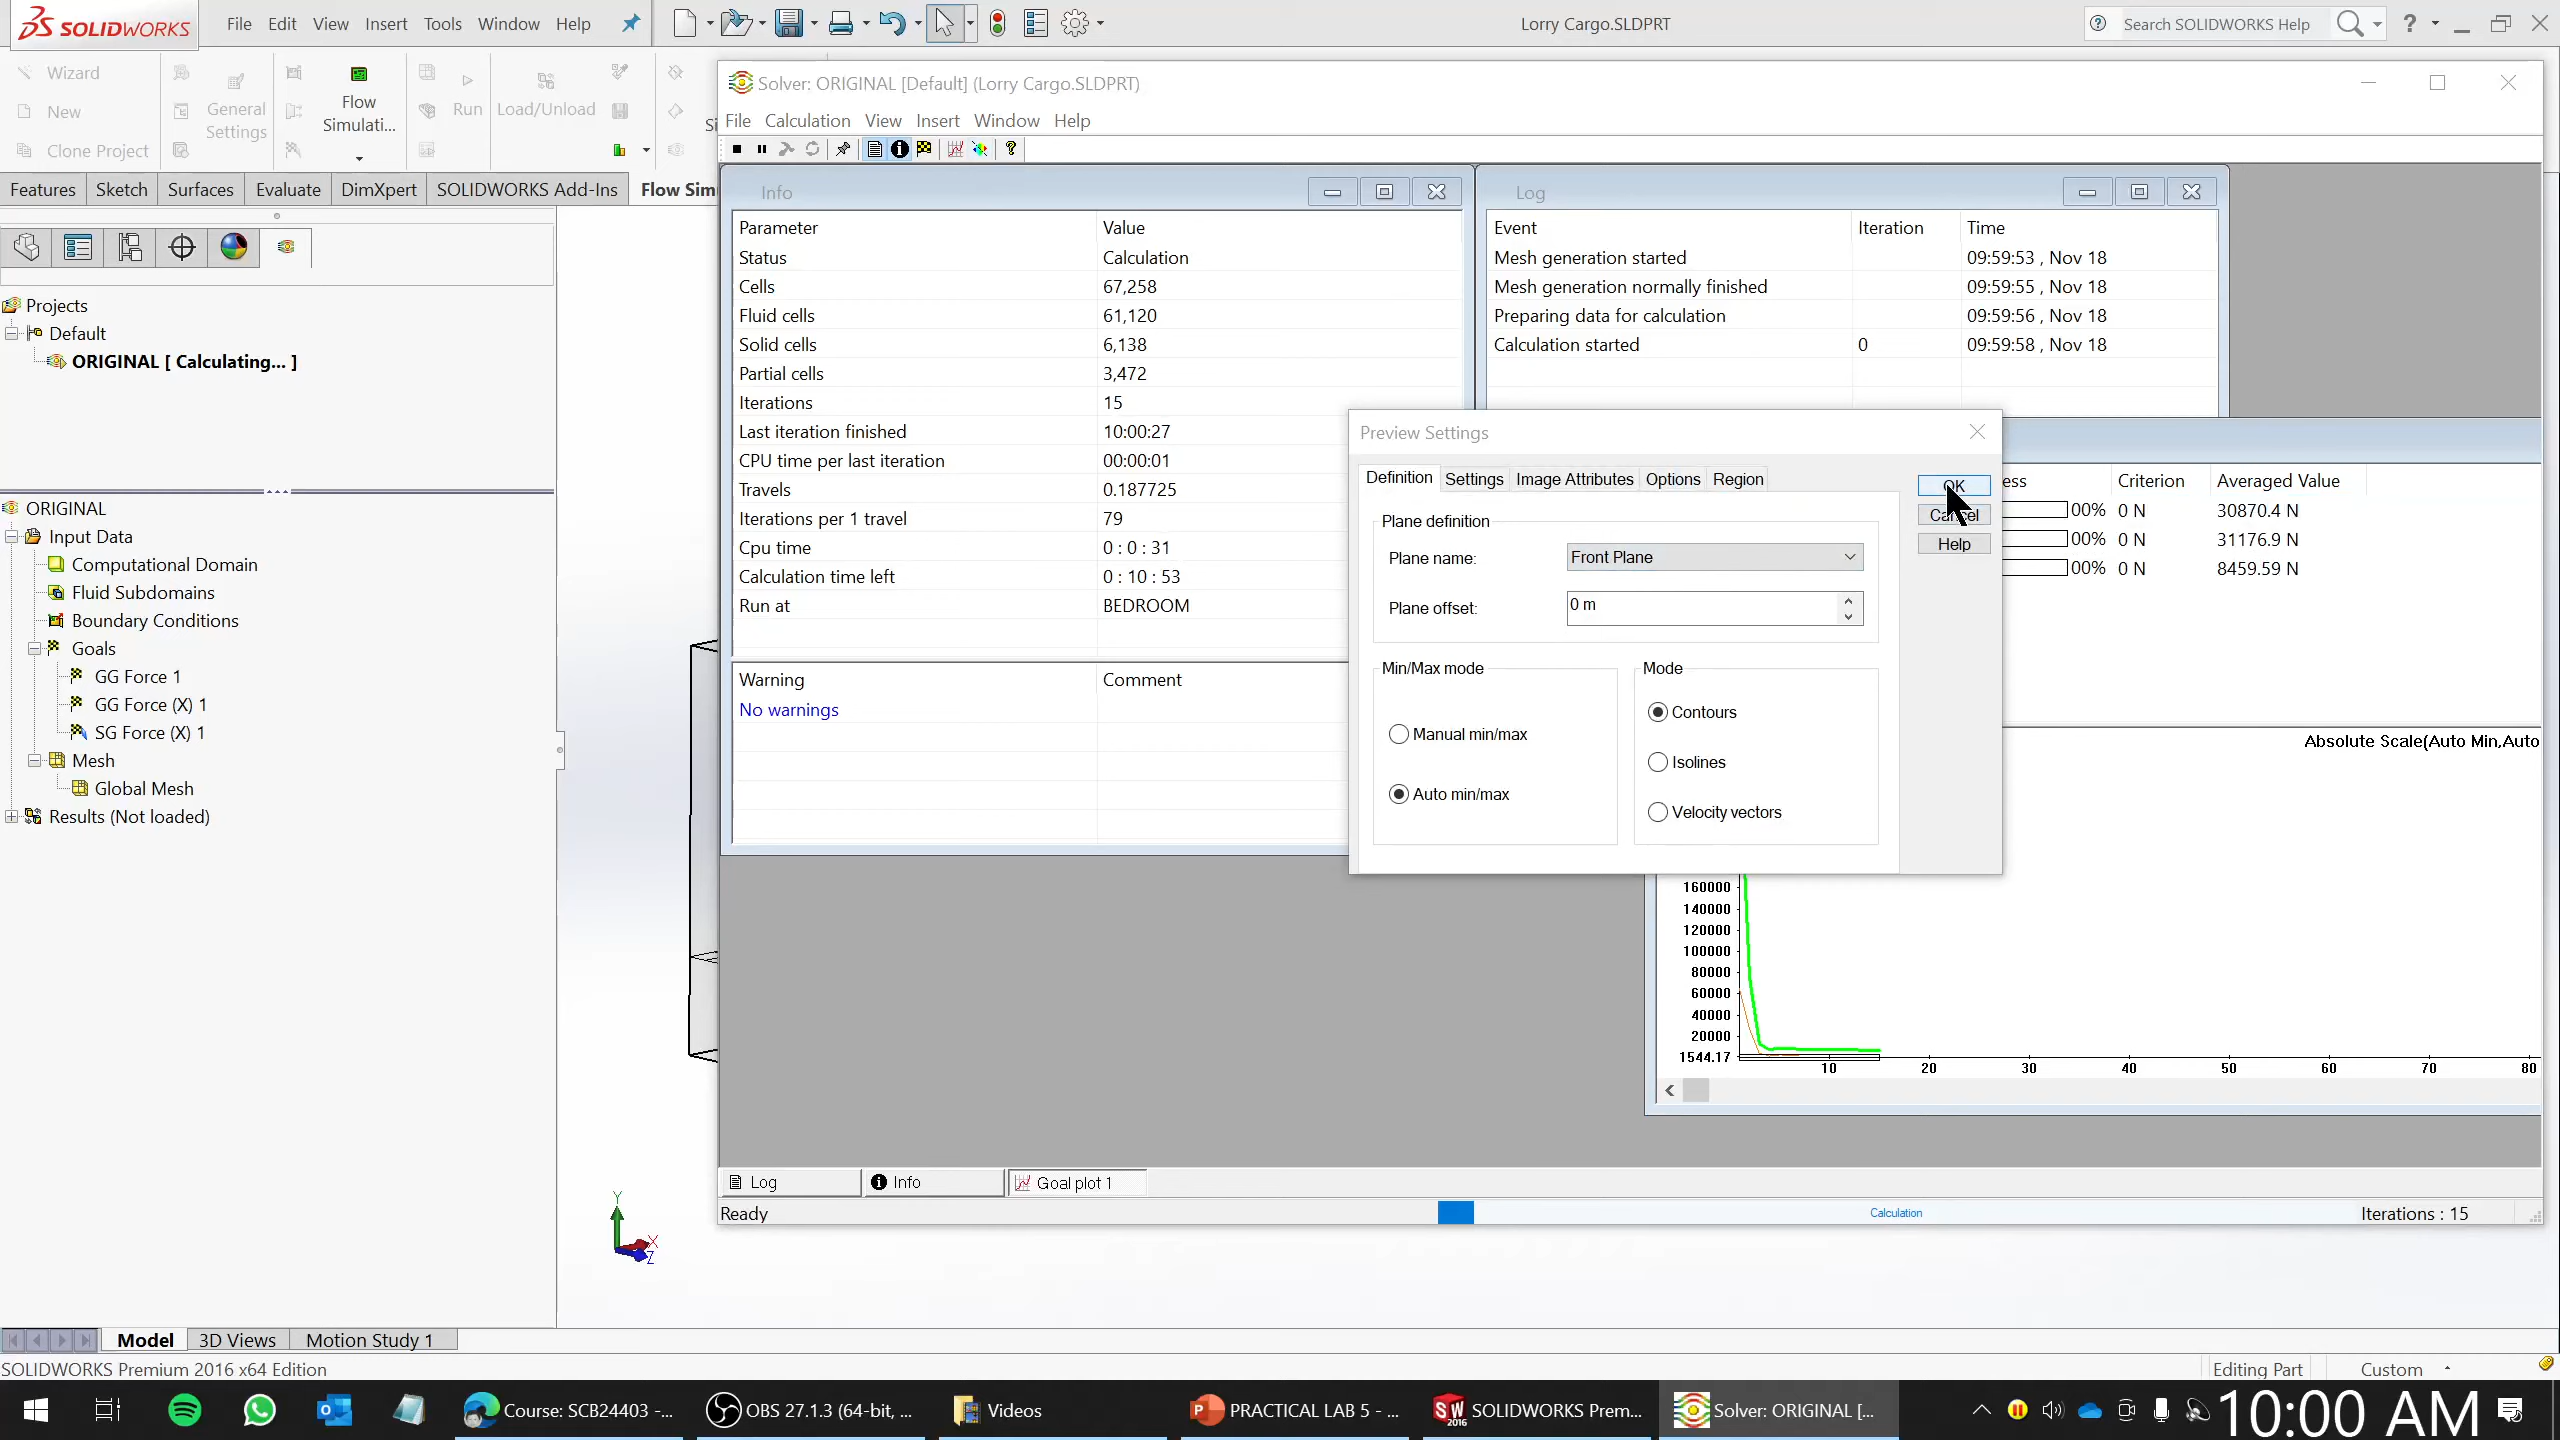 SOLIDWORKS
File Edit View Insert Tools Window Help
Lorry Cargo.SLDPRT
Search SOLIDWORKS Help
Wizard
New
Clone Project
General Settings
Flow Simulati...
Run
Load/Unload
Features Sketch Surfaces Evaluate DimXpert SOLIDWORKS Add-Ins Flow Sim
Projects
Default
ORIGINAL [ Calculating... ]
ORIGINAL
Input Data
Computational Domain
Fluid Subdomains
Boundary Conditions
Goals
GG Force 1
GG Force (X) 1
SG Force (X) 1
Mesh
Global Mesh
Results (Not loaded)
Solver: ORIGINAL [Default] (Lorry Cargo.SLDPRT)
File Calculation View Insert Window Help
Info
Parameter Value
Status Calculation
Cells 67,258
Fluid cells 61,120
Solid cells 6,138
Partial cells 3,472
Iterations 15
Last iteration finished 10:00:27
CPU time per last iteration 00:00:01
Travels 0.187725
Iterations per 1 travel 79
Cpu time 0 : 0 : 31
Calculation time left 0 : 10 : 53
Run at BEDROOM
Warning Comment
No warnings
Log
Event Iteration Time
Mesh generation started 09:59:53 , Nov 18
Mesh generation normally finished 09:59:55 , Nov 18
Preparing data for calculation 09:59:56 , Nov 18
Calculation started 0 09:59:58 , Nov 18
Preview Settings
Definition Settings Image Attributes Options Region
OK
Cancel
Help
Plane definition
Plane name: Front Plane
Plane offset: 0 m
Min/Max mode
Manual min/max
Auto min/max
Mode
Contours
Isolines
Velocity vectors
ess Criterion Averaged Value
00% 0 N 30870.4 N
00% 0 N 31176.9 N
00% 0 N 8459.59 N
Absolute Scale(Auto Min,Auto
160000
140000
120000
100000
80000
60000
40000
20000
1544.17
10 20 30 40 50 60 70 80
Log Info Goal plot 1
Ready Calculation Iterations : 15
Y
X
Z
Model 3D Views Motion Study 1
SOLIDWORKS Premium 2016 x64 Edition
Editing Part Custom
Course: SCB24403 -...
OBS 27.1.3 (64-bit, ...
Videos
PRACTICAL LAB 5 - ...
SOLIDWORKS Prem...
Solver: ORIGINAL [...
10:00 AM